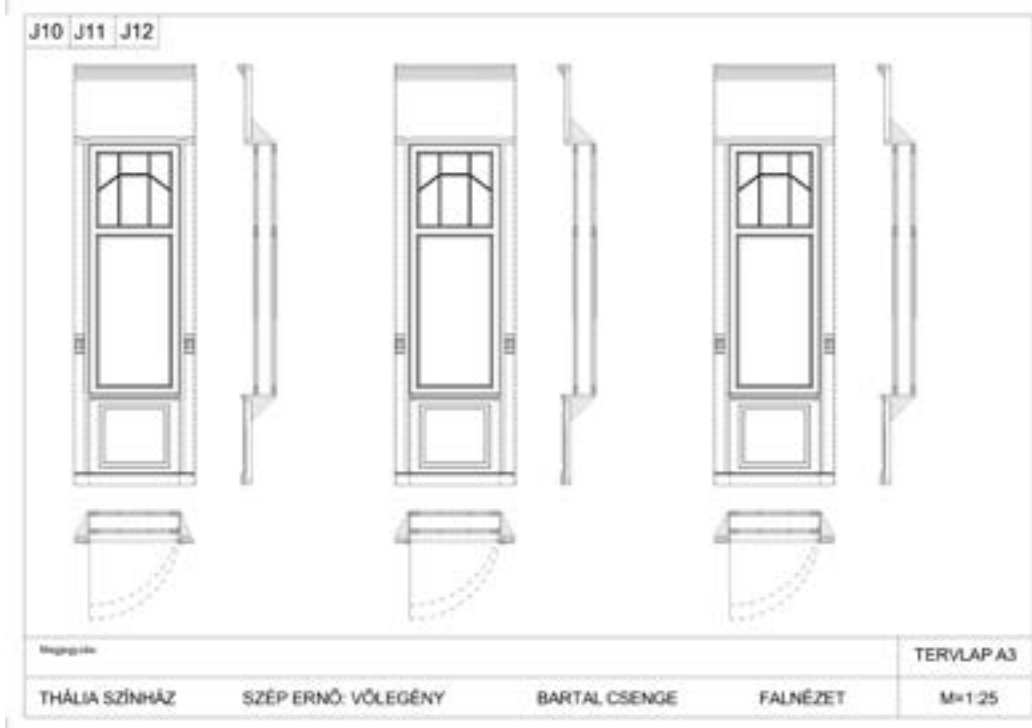 J10 J11 J12
TERVLAP A3
THÁLIA SZÍNHÁZ SZÉP ERNŐ: VŐLEGÉNY BARTAL CSENGE FALNÉZET M=1:25